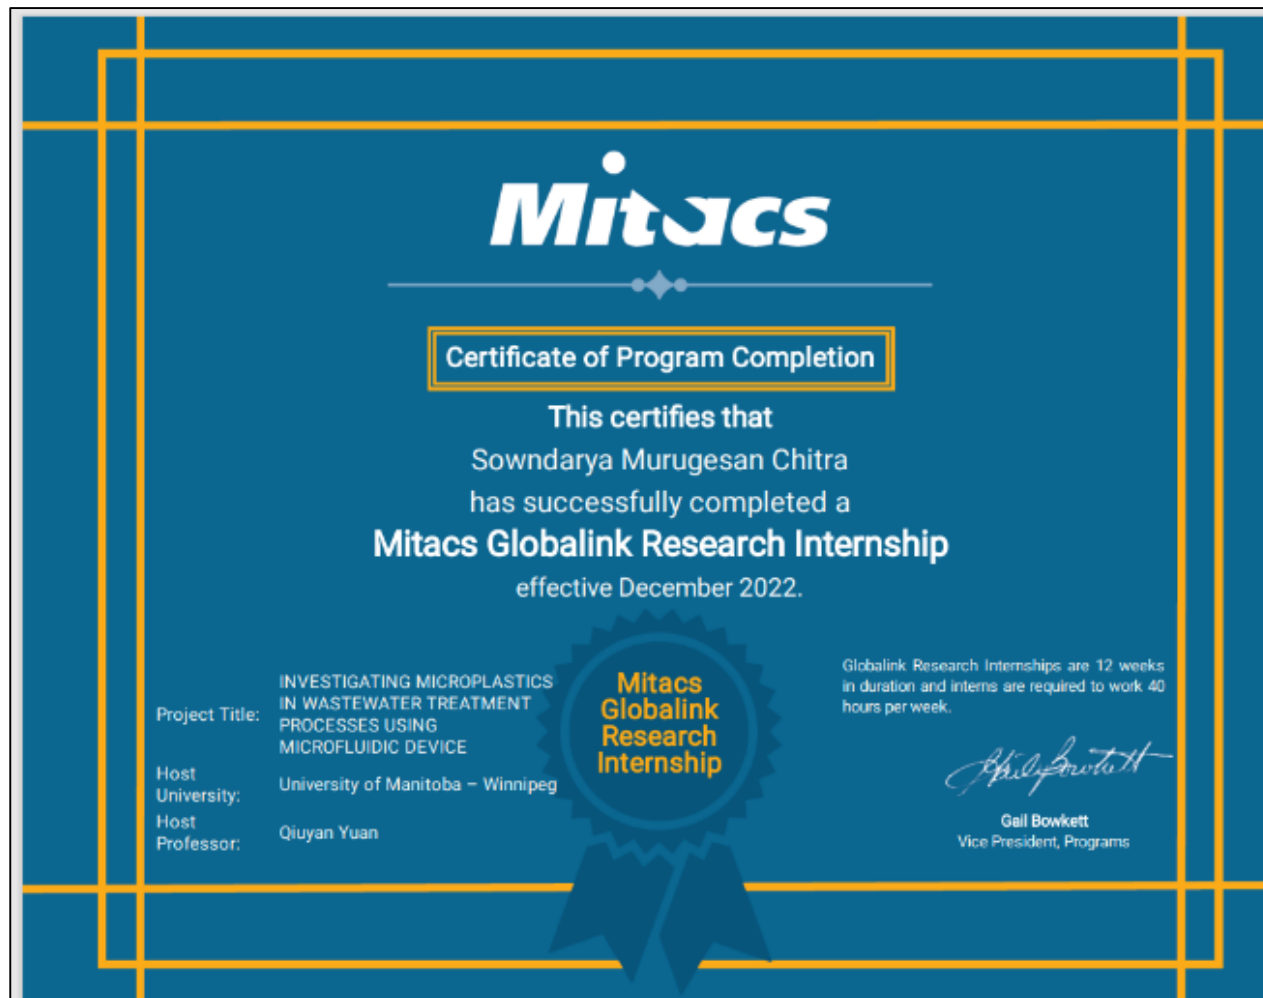 Mitacs
Certificate of Program Completion
This certifies that
Sowndarya Murugesan Chitra
has successfully completed a
Mitacs Globalink Research Internship
effective December 2022.
Project Title:
INVESTIGATING MICROPLASTICS
IN WASTEWATER TREATMENT
PROCESSES USING
MICROFLUIDIC DEVICE
Host
University:
University of Manitoba – Winnipeg
Host
Professor:
Qiuyan Yuan
Mitacs
Globalink
Research
Internship
Globalink Research Internships are 12 weeks
in duration and interns are required to work 40
hours per week.
Gail Bowkett
Gail Bowkett
Vice President, Programs